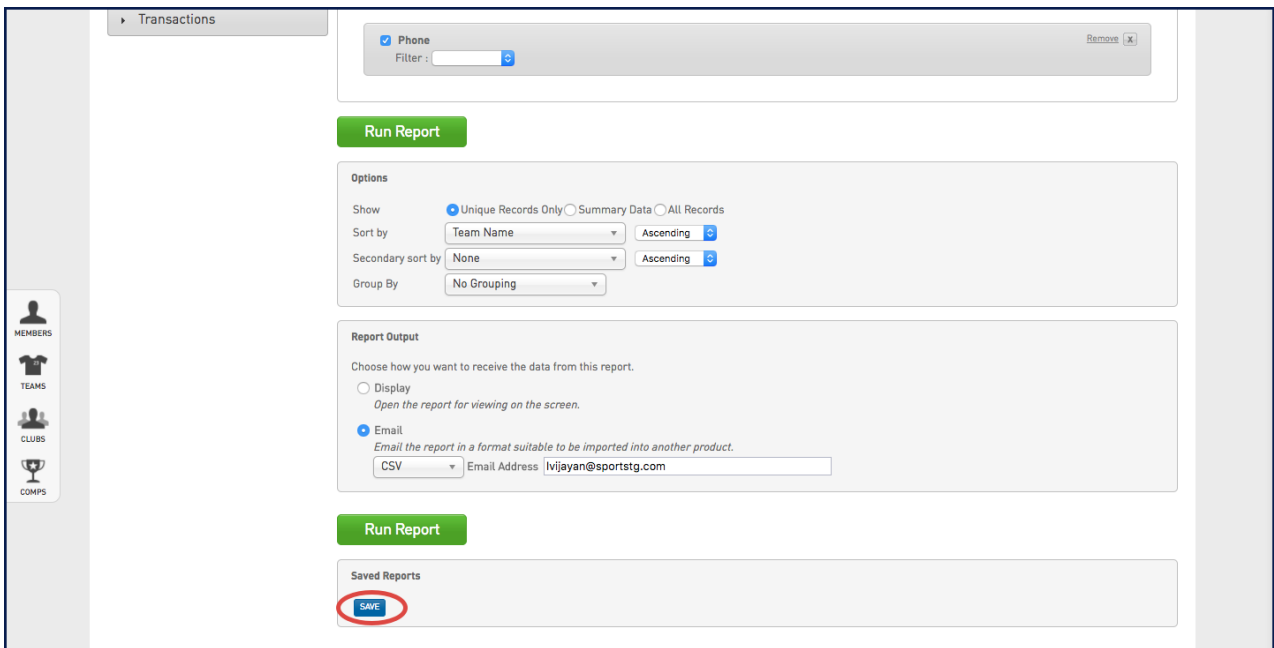 Transactions
Phone
Remove x
Filter :
Run Report
Options
Show Unique Records Only Summary Data All Records
Sort by Team Name Ascending
Secondary sort by None Ascending
Group By No Grouping
MEMBERS
TEAMS
CLUBS
COMPS
Report Output
Choose how you want to receive the data from this report.
Display
Open the report for viewing on the screen.
Email
Email the report in a format suitable to be imported into another product.
CSV Email Address lvijayan@sportstg.com
Run Report
Saved Reports
SAVE